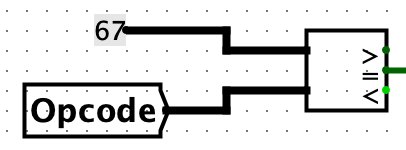 67
>
=
<
Opcode